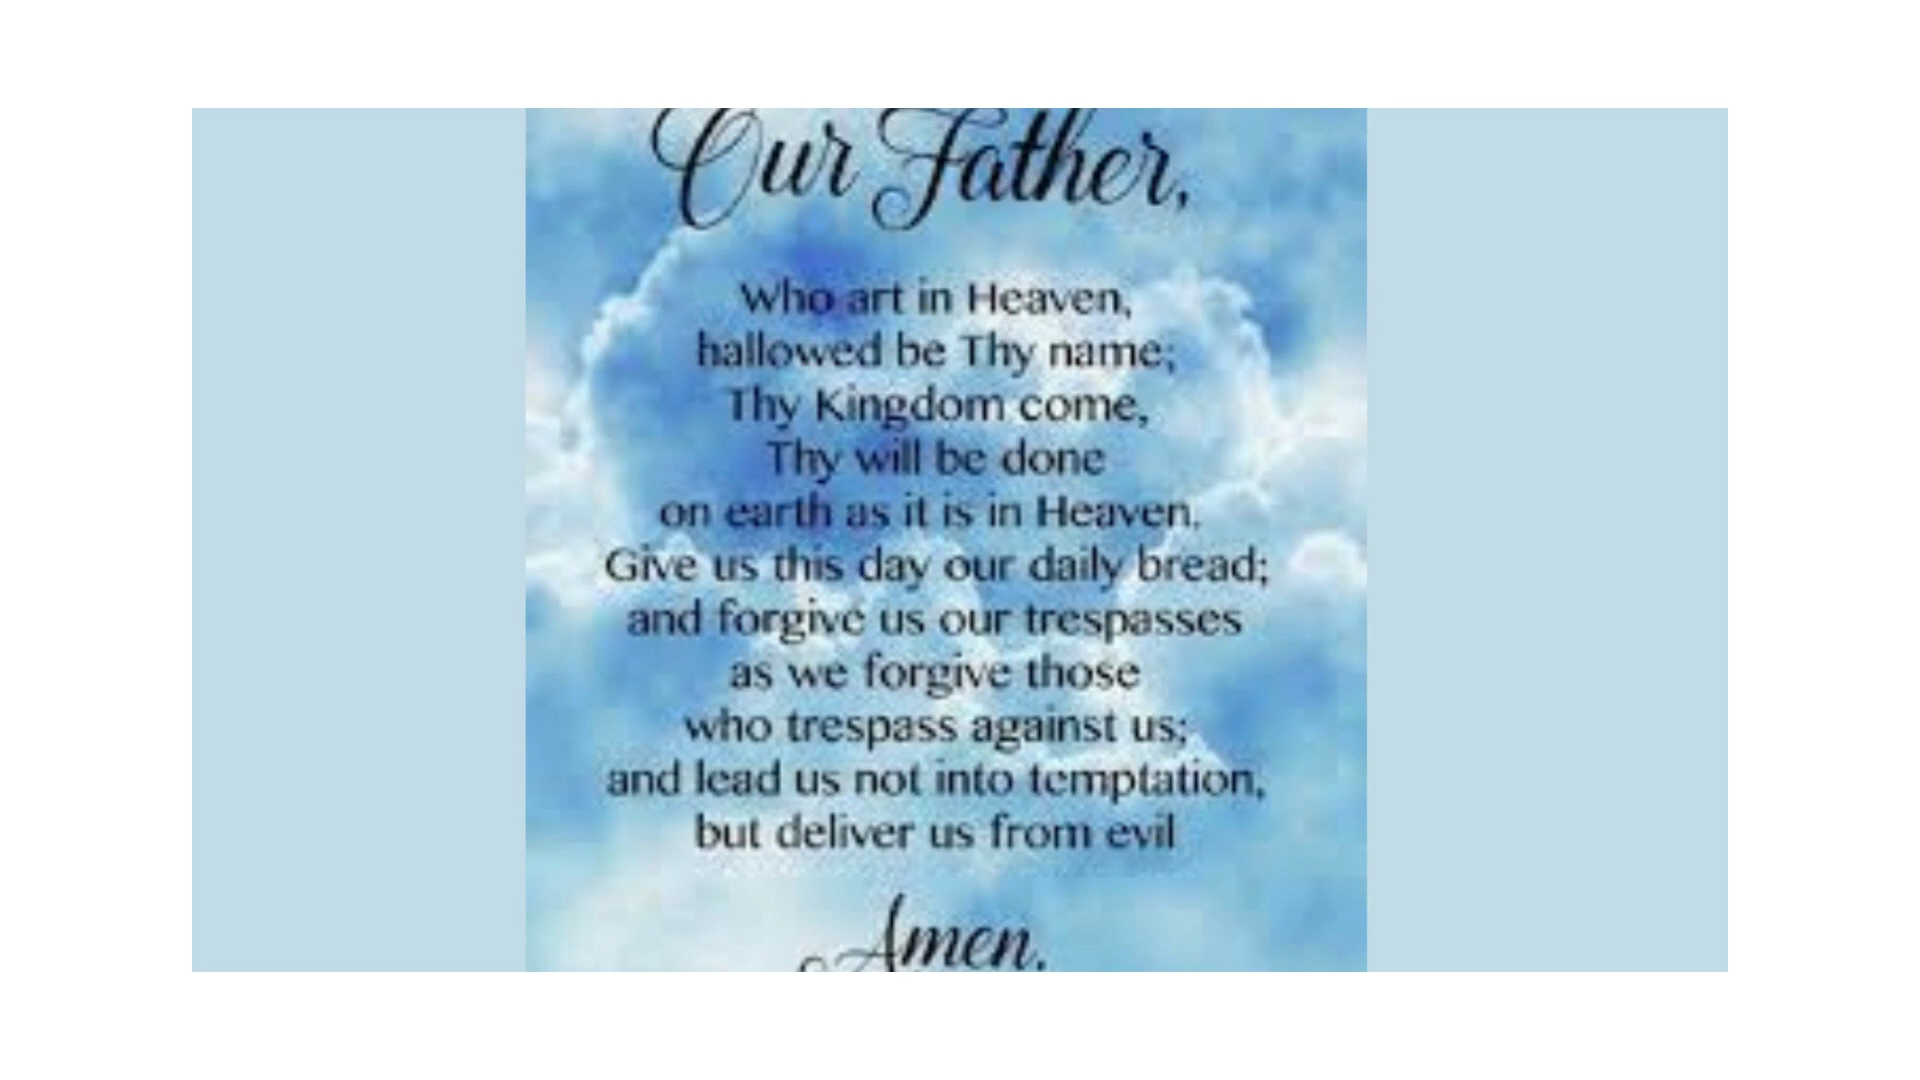 Our Father,
Who art in Heaven,
hallowed be Thy name;
Thy Kingdom come,
Thy will be done
on earth as it is in Heaven.
Give us this day our daily bread;
and forgive us our trespasses
as we forgive those
who trespass against us;
and lead us not into temptation,
but deliver us from evil
Amen.